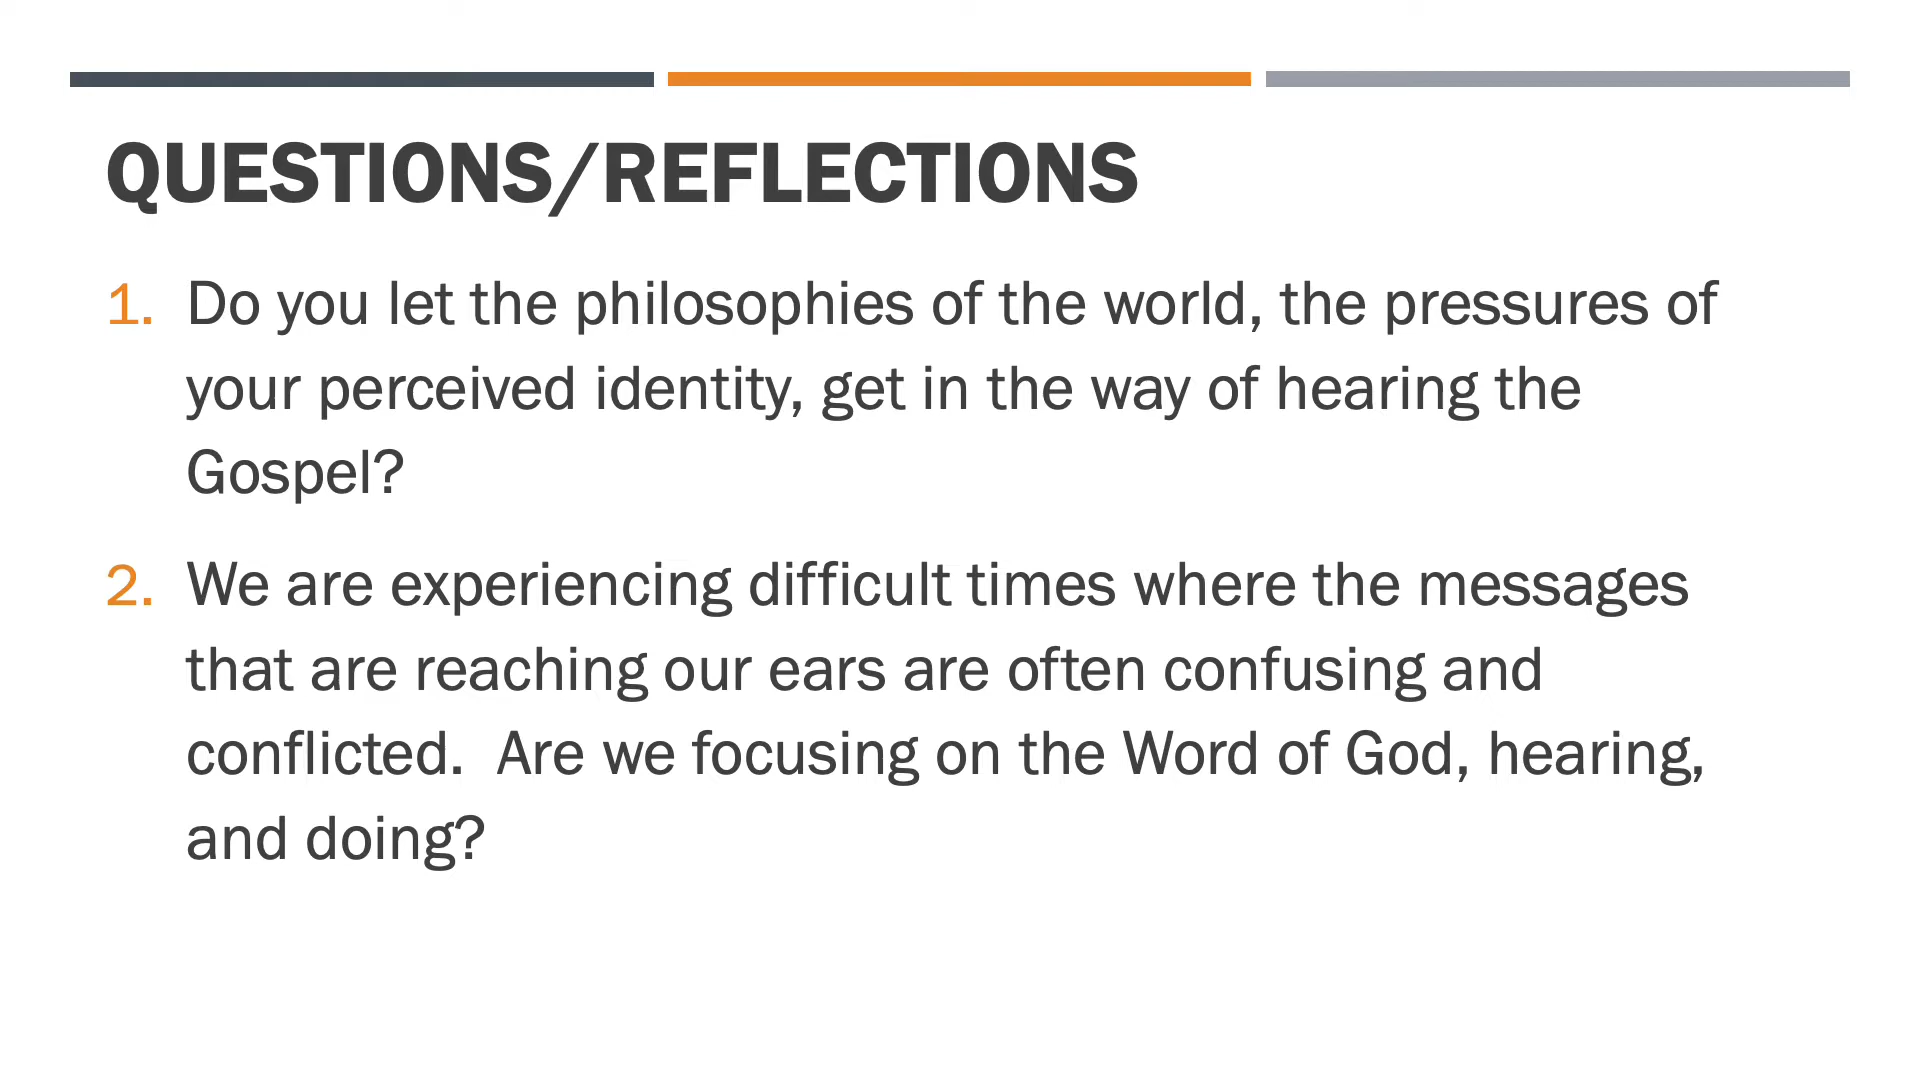 QUESTIONS/REFLECTIONS
1. Do you let the philosophies of the world, the pressures of
your perceived identity, get in the way of hearing the
Gospel?
2. We are experiencing difficult times where the messages
that are reaching our ears are often confusing and
conflicted.  Are we focusing on the Word of God, hearing,
and doing?